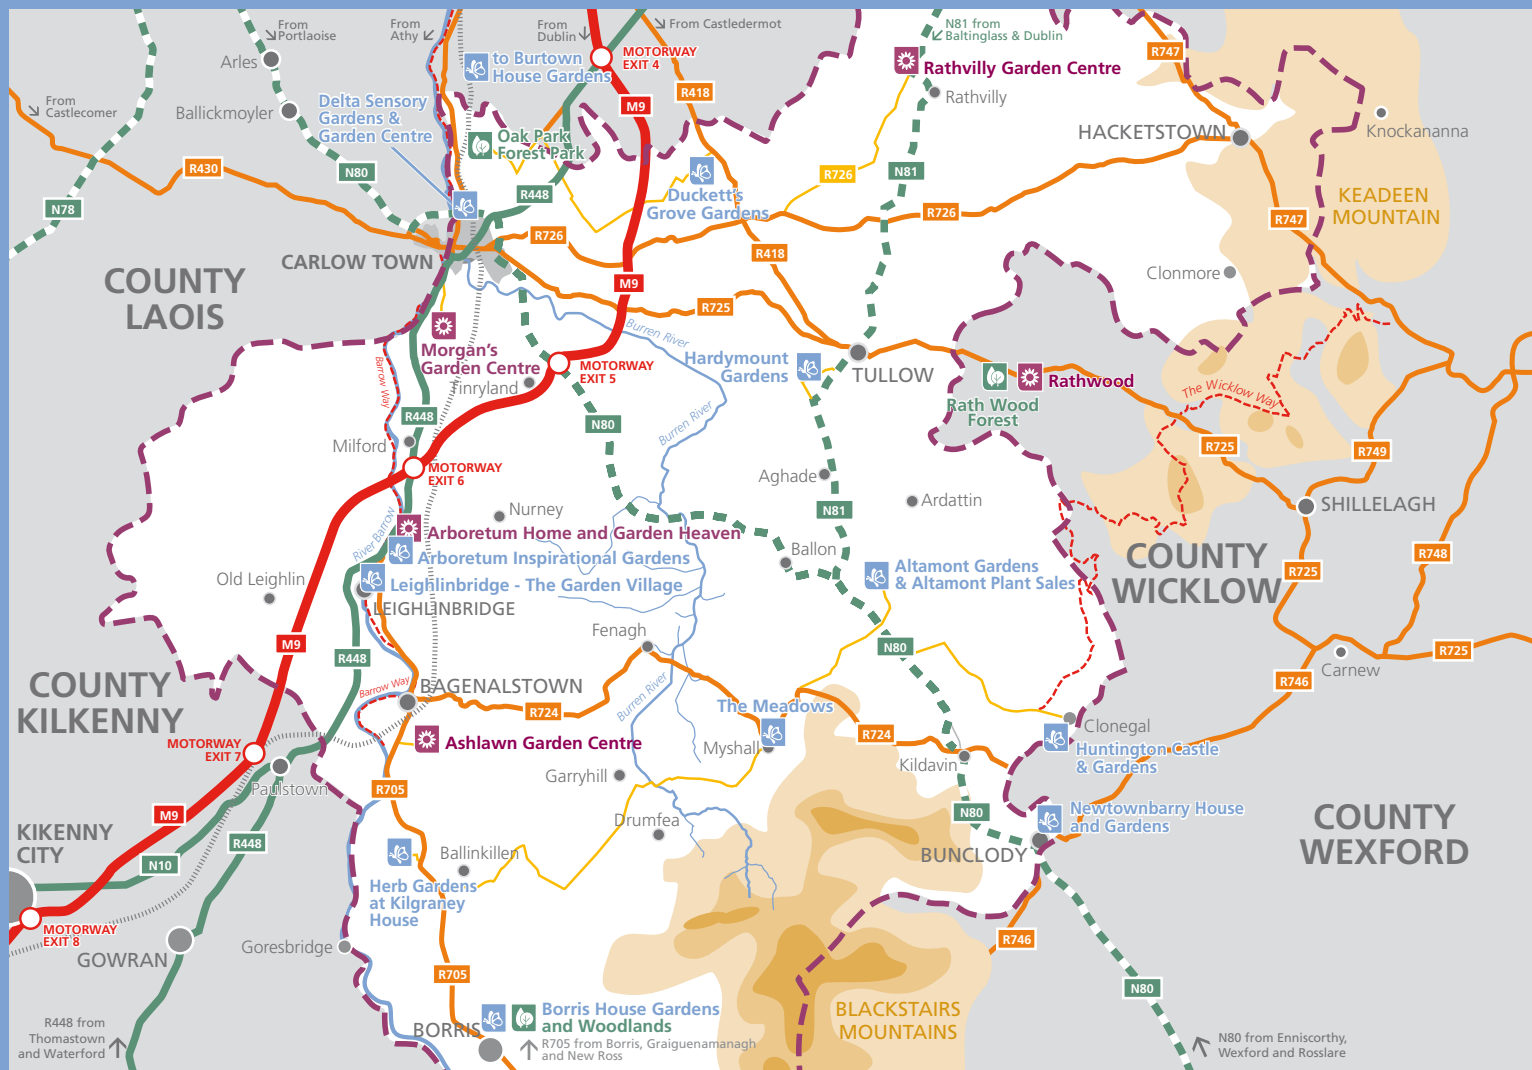 From
Portlaoise
From
Athy
From
Dublin
From Castledermot
N81 from
Baltinglass & Dublin
Arles
to Burtown
House Gardens
MOTORWAY
EXIT 4
R747
Rathvilly Garden Centre
From
Castlecomer
Ballickmoyler
Delta Sensory
Gardens &
Garden Centre
M9
R418
Rathvilly
Knockananna
HACKETSTOWN
Oak Park
Forest Park
R430
N80
N81
R726
R448
Duckett's
Grove Gardens
KEADEEN
MOUNTAIN
N78
R726
R747
R726
R418
CARLOW TOWN
COUNTY
LAOIS
M9
Clonmore
R725
Burren River
Morgan's
Garden Centre
Barrow Way
Tinryland
MOTORWAY
EXIT 5
Hardymount
Gardens
TULLOW
Rathwood
Rath Wood
Forest
The Wicklow Way
R448
N80
Burren River
Milford
R725
R749
MOTORWAY
EXIT 6
Aghade
Ardattin
SHILLELAGH
N81
Nurney
River Barrow
Arboretum Home and Garden Heaven
Arboretum Inspirational Gardens
Ballon
COUNTY
WICKLOW
R748
R725
Old Leighlin
Leighlinbridge - The Garden Village
LEIGHLINBRIDGE
Altamont Gardens
& Altamont Plant Sales
Fenagh
M9
R448
N80
R725
Carnew
R746
COUNTY
KILKENNY
Barrow Way
BAGENALSTOWN
Burren River
R724
The Meadows
R724
Clonegal
MOTORWAY
EXIT 7
Ashlawn Garden Centre
Myshall
Kildavin
Huntington Castle
& Gardens
Paulstown
R705
Garryhill
M9
N80
Newtownbarry House
and Gardens
COUNTY
WEXFORD
KIKENNY
CITY
Drumfea
R448
N10
Ballinkillen
BUNCLODY
Herb Gardens
at Kilgraney
House
MOTORWAY
EXIT 8
GOWRAN
Goresbridge
R746
R705
N80
BLACKSTAIRS
MOUNTAINS
Borris House Gardens
and Woodlands
BORRIS
R705 from Borris, Graiguenamanagh
and New Ross
R448 from
Thomastown
and Waterford
N80 from Enniscorthy,
Wexford and Rosslare